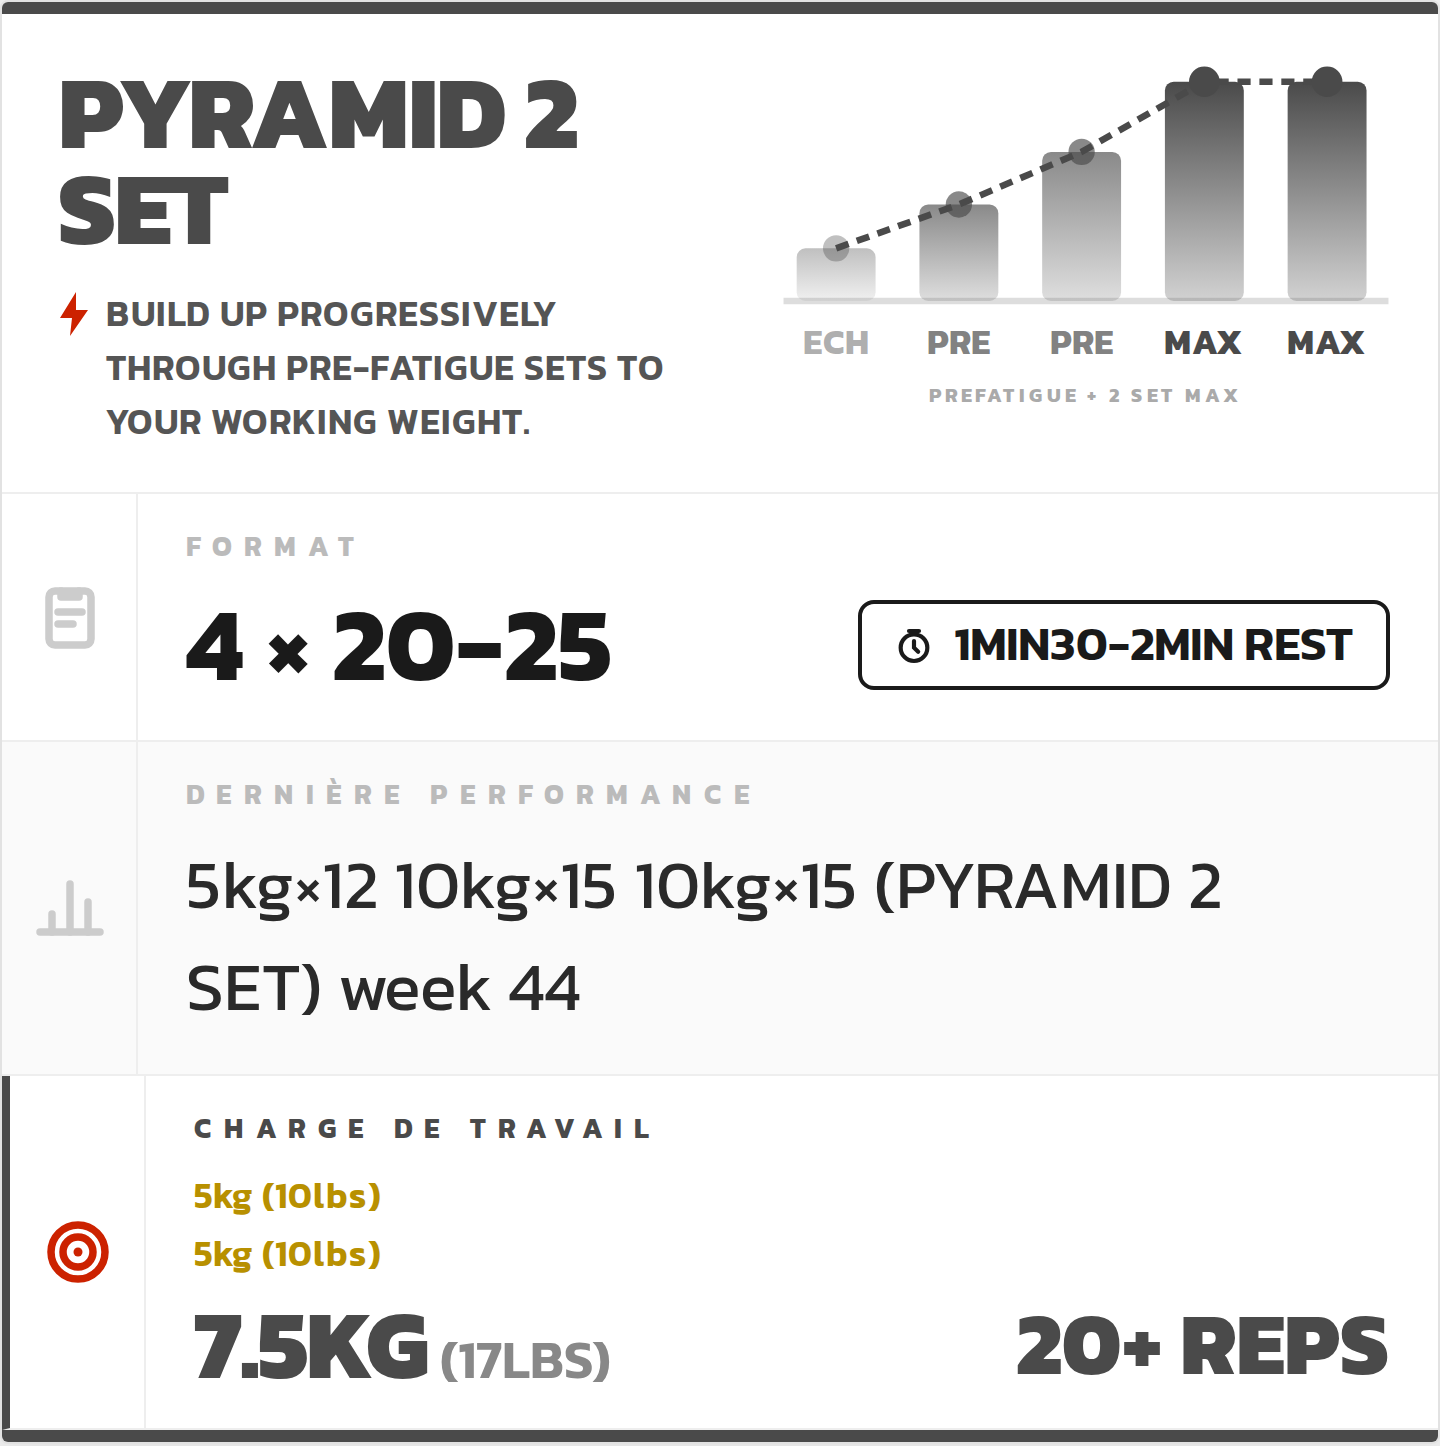 PYRAMID 2
SET
BUILD UP PROGRESSIVELY
THROUGH PRE-FATIGUE SETS TO
YOUR WORKING WEIGHT.
ECH PRE PRE MAX MAX
PREFATIGUE + 2 SET MAX
FORMAT
4 × 20–25
1MIN30–2MIN REST
DERNIÈRE PERFORMANCE
5kg×12 10kg×15 10kg×15 (PYRAMID 2
SET) week 44
CHARGE DE TRAVAIL
5kg (10lbs)
5kg (10lbs)
7.5KG (17LBS)
20+ REPS